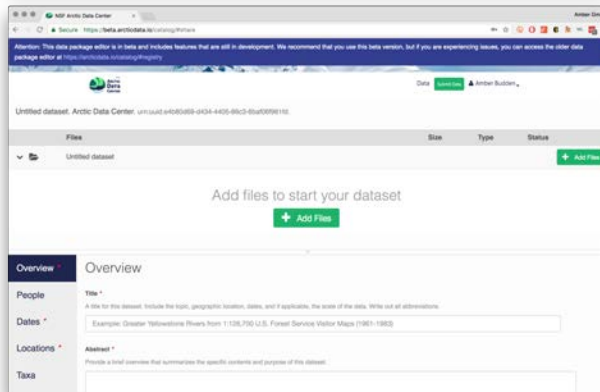 NSF Arctic Data Center
Amber
Secure https://beta.arcticdata.io/catalog/#share
Attention: This data package editor is in beta and includes features that are still in development. We recommend that you use this beta version, but if you are experiencing issues, you can access the older data
package editor at https://arcticdata.io/catalog/#registry
Arctic
Data
Center
Data Submit Data Amber Budden
Untitled dataset. Arctic Data Center.
Files Size Type Status
Untitled dataset + Add Files
Add files to start your dataset
+ Add Files
Overview *
Overview
People
Title *
A title for this dataset. Include the topic, geographic location, dates, and if applicable, the scale of the data. Write out all abbreviations.
Dates *
Example: Greater Yellowstone Rivers from 1:126,700 U.S. Forest Service Visitor Maps (1961-1983)
Locations *
Abstract *
Provide a brief overview that summarizes the specific contents and purpose of this dataset.
Taxa